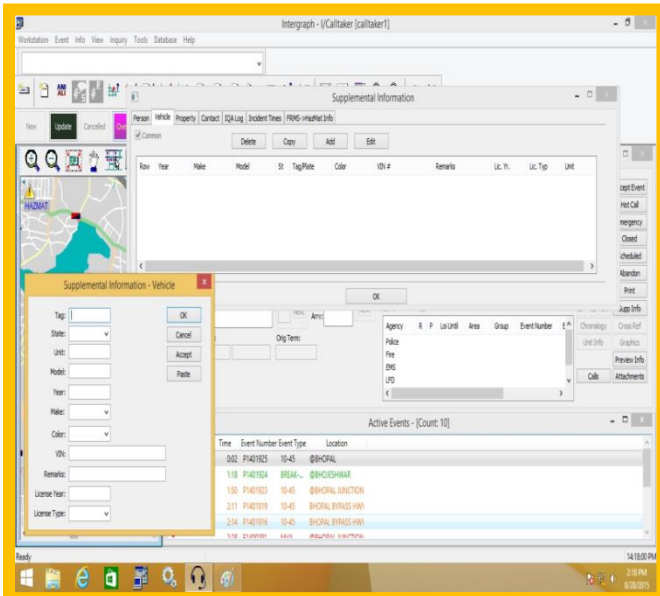 Intergraph - I/Calltaker [calltaker1]
Workstation Event Info View Inquiry Tools Database Help
Supplemental Information
New Update Canceled
Person Vehicle Property Contact IQA Log Incident Times FRMS->HazMat Info
Common
Delete Copy Add Edit
Row Year Make Model St Tag/Plate Color VIN # Remarks Lic. Yr. Lic. Typ Unit
HAZMAT
cept Event
Hot Call
mergency
Closed
cheduled
Abandon
Print
Supp Info
OK
Supplemental Information - Vehicle
Tag: OK
State: Cancel
Unit: Accept
Model: Paste
Year:
Make:
Color:
VIN:
Remarks:
License Year:
License Type:
Arriv:
Orig Term:
Agency R P Loi Until Area Group Event Number E
Police
Fire
EMS
LFD
Chronology Cross Ref
Unit Info Graphics
Preview Info
Calls Attachments
Active Events - [Count: 10]
Time Event Number Event Type Location
0:02 P1401925 10-45 @BHOPAL
1:18 P1401924 BREAK-... @BHOJESHWAR
1:50 P1401923 10-45 @BHOPAL JUNCTION
2:11 P1401919 10-45 BHOPAL BYPASS HWY
2:14 P1401916 10-45 BHOPAL BYPASS HWY
Ready 14:18:00 PM
2:18 PM
8/28/2015